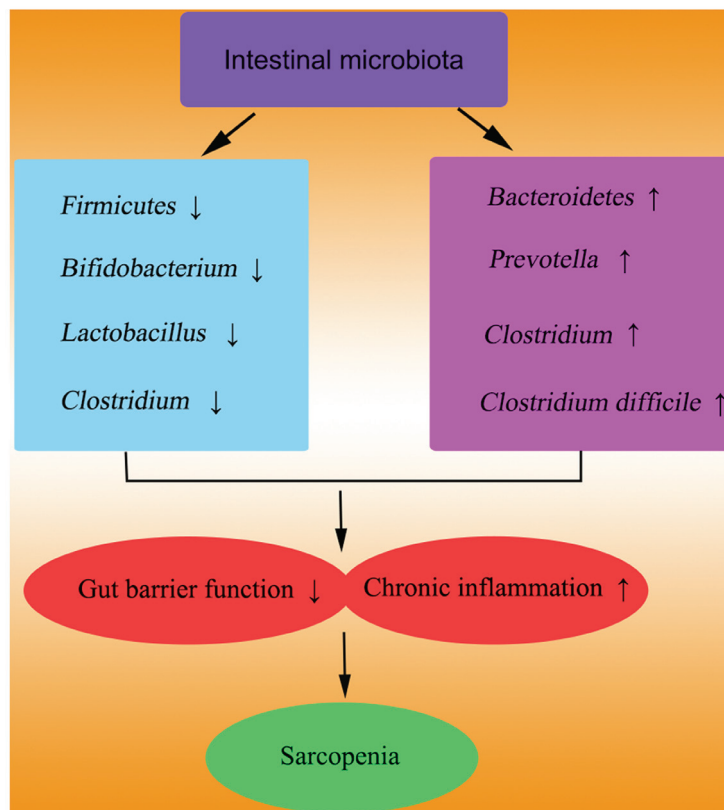 Intestinal microbiota
Firmicutes ↓
Bifidobacterium ↓
Lactobacillus ↓
Clostridium ↓
Bacteroidetes ↑
Prevotella ↑
Clostridium ↑
Clostridium difficile ↑
Gut barrier function ↓
Chronic inflammation ↑
Sarcopenia